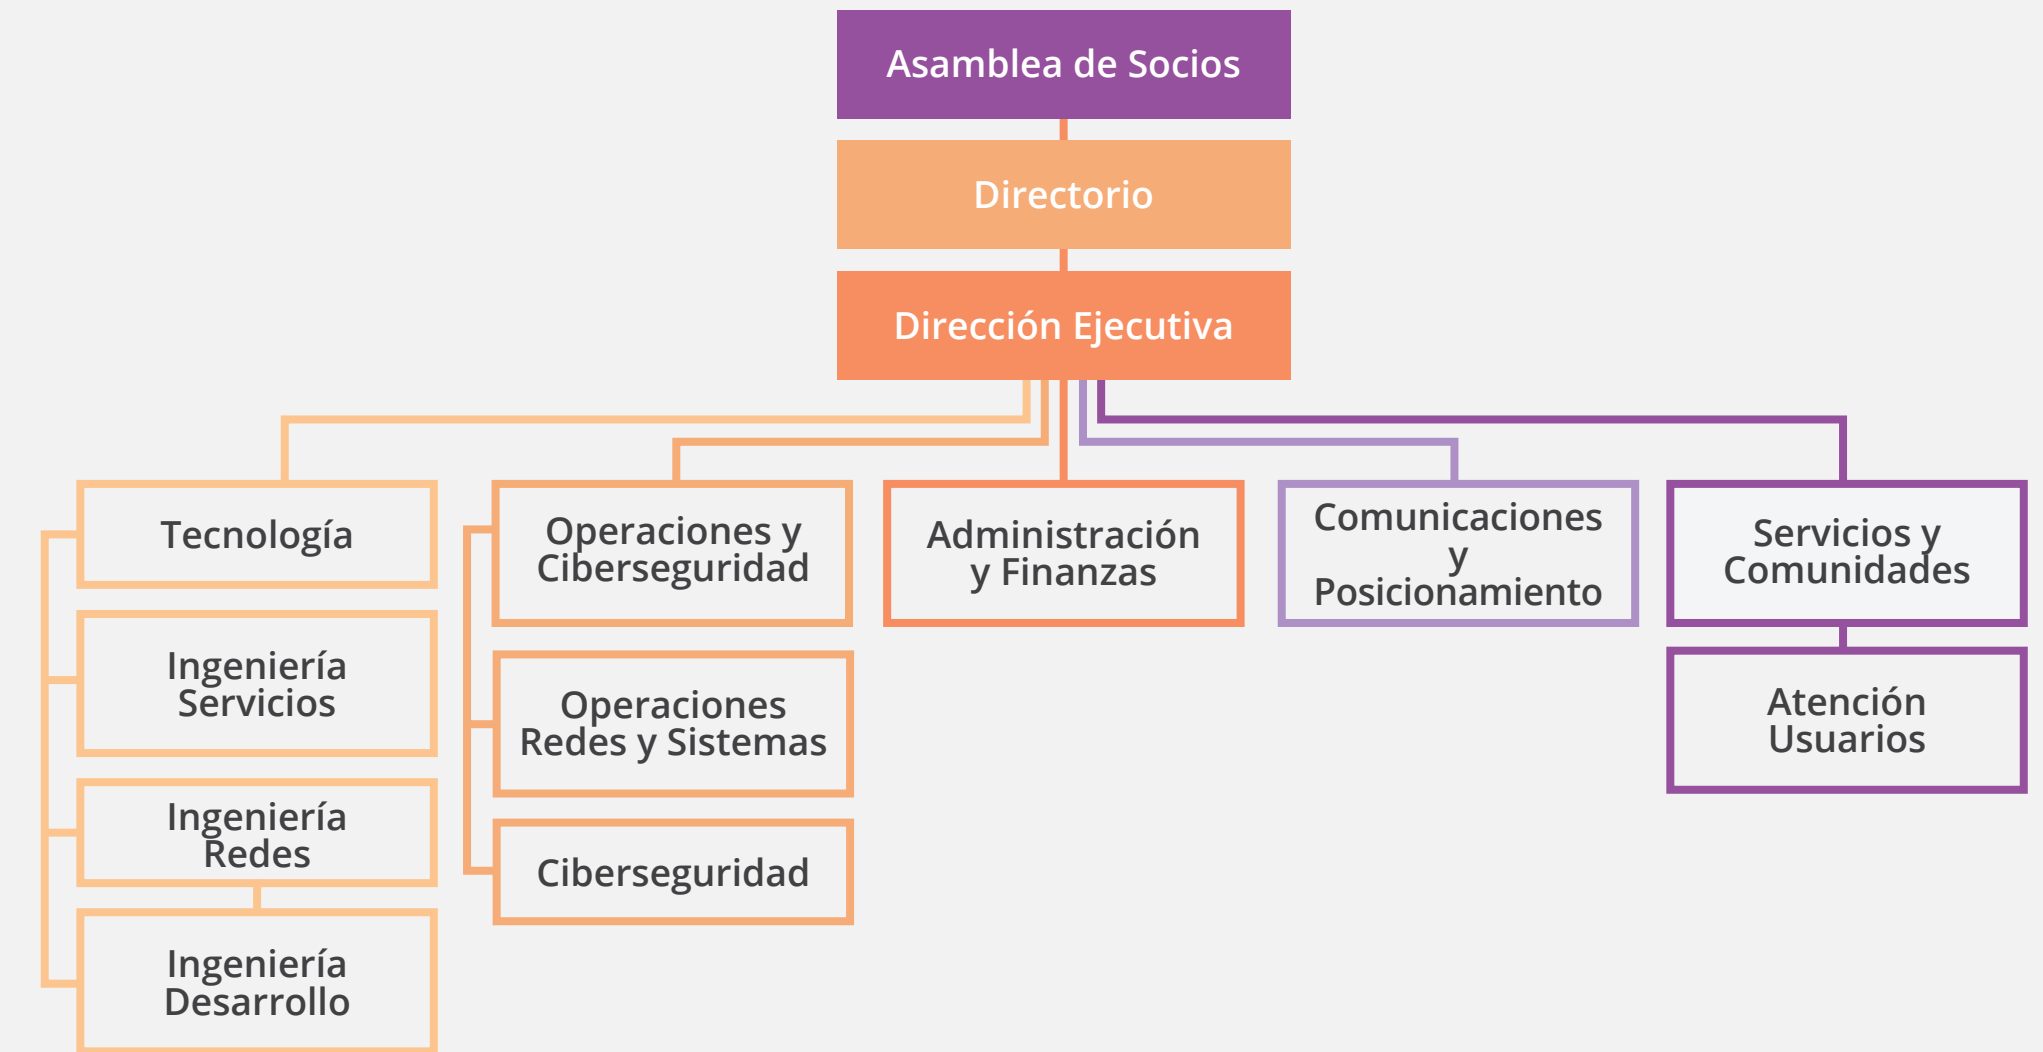 Asamblea de Socios
Directorio
Dirección Ejecutiva
Tecnología
Ingeniería
Servicios
Ingeniería
Redes
Ingeniería
Desarrollo
Operaciones y
Ciberseguridad
Operaciones
Redes y Sistemas
Ciberseguridad
Administración
y Finanzas
Comunicaciones
y
Posicionamiento
Servicios y
Comunidades
Atención
Usuarios